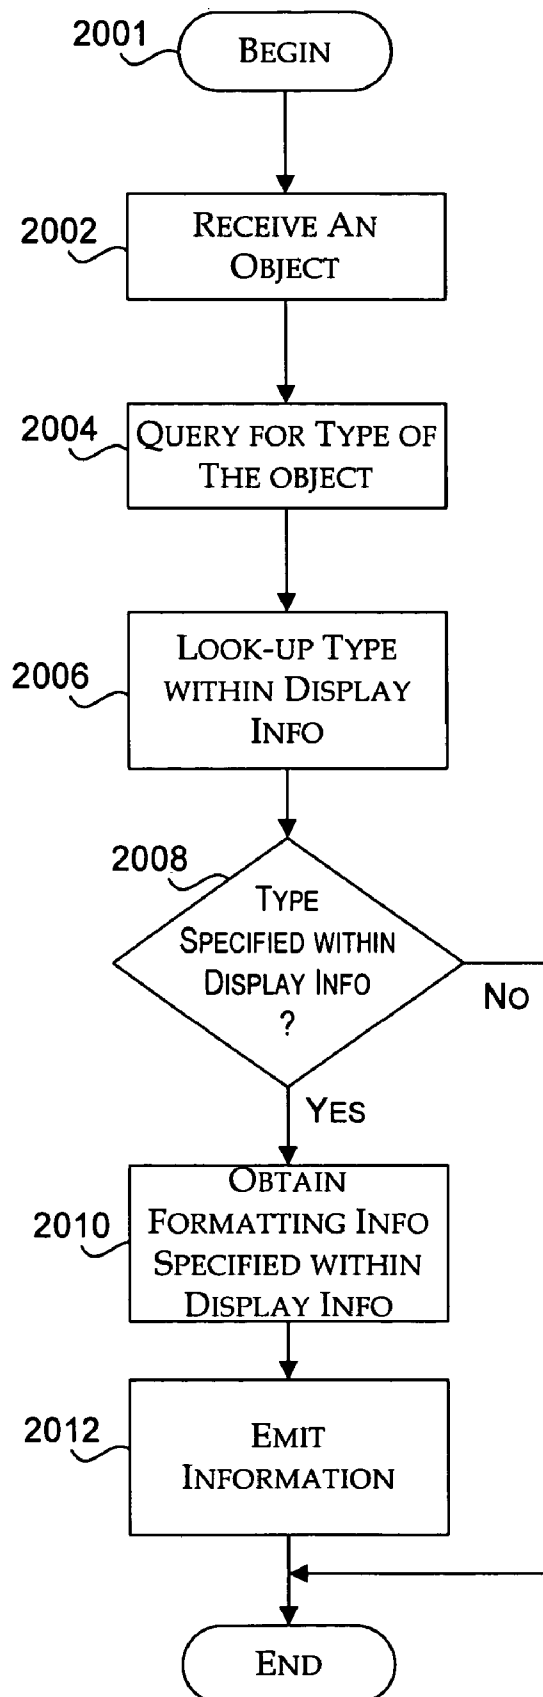 2001
BEGIN
2002
RECEIVE AN
OBJECT
2004
QUERY FOR TYPE OF
THE OBJECT
2006
LOOK-UP TYPE
WITHIN DISPLAY
INFO
2008
TYPE
SPECIFIED WITHIN
DISPLAY INFO
?
NO
YES
2010
OBTAIN
FORMATTING INFO
SPECIFIED WITHIN
DISPLAY INFO
2012
EMIT
INFORMATION
END